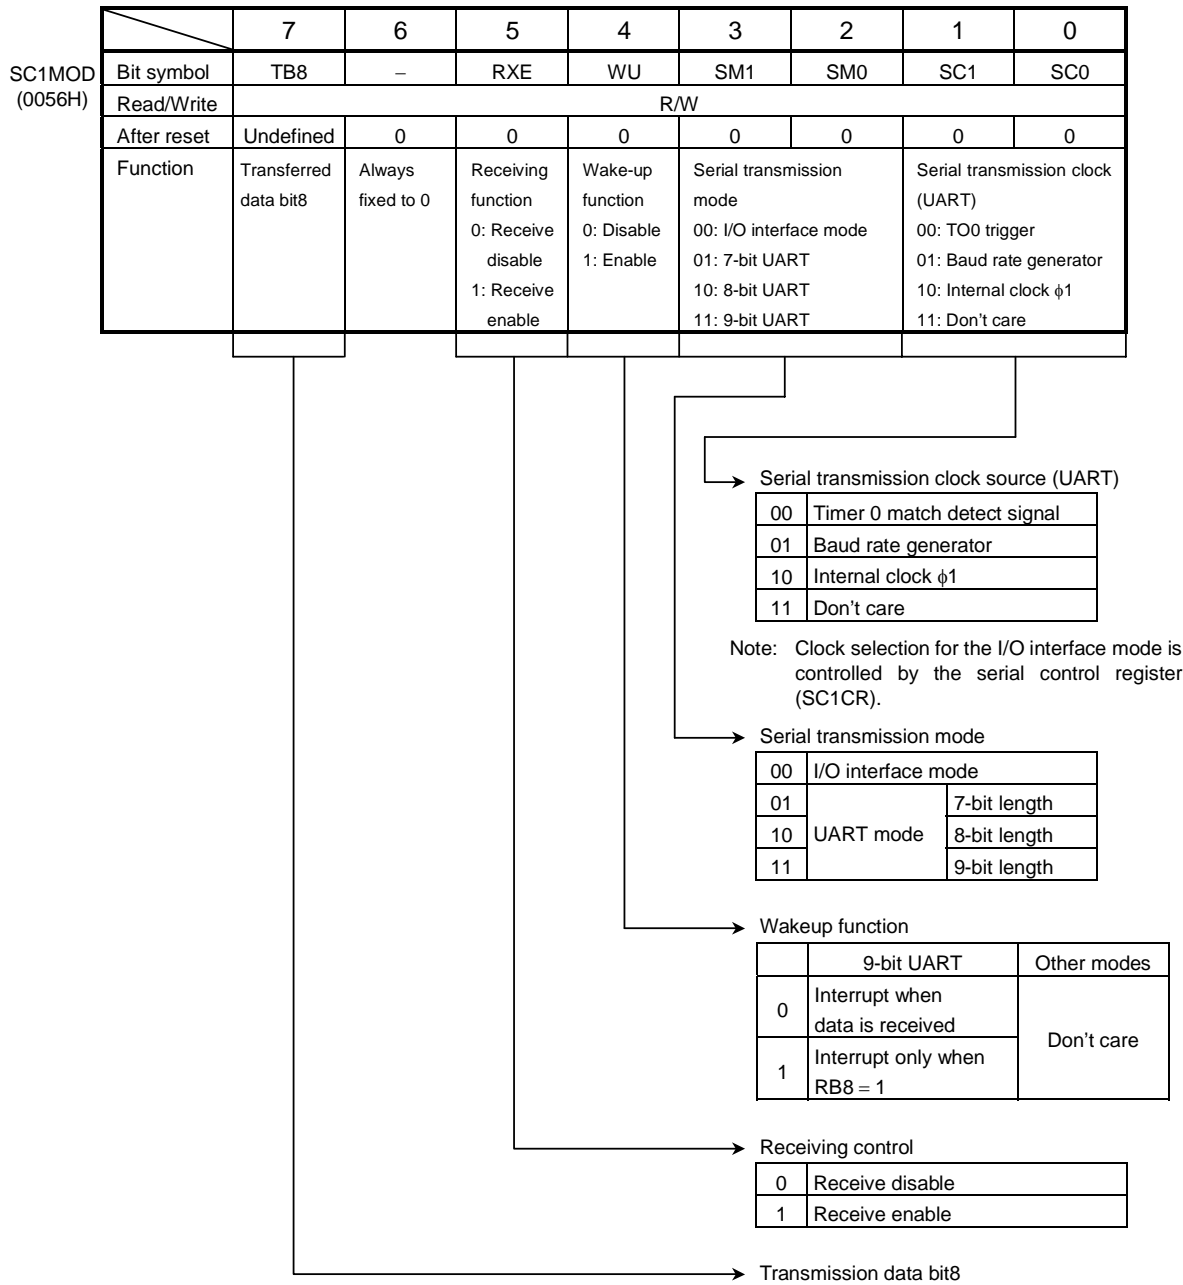 7 6 5 4 3 2 1 0
SC1MOD (0056H)
Bit symbol TB8 – RXE WU SM1 SM0 SC1 SC0
Read/Write R/W
After reset Undefined 0 0 0 0 0 0 0
Function
Transferred
data bit8
Always
fixed to 0
Receiving
function
0: Receive
disable
1: Receive
enable
Wake-up
function
0: Disable
1: Enable
Serial transmission
mode
00: I/O interface mode
01: 7-bit UART
10: 8-bit UART
11: 9-bit UART
Serial transmission clock
(UART)
00: TO0 trigger
01: Baud rate generator
10: Internal clock ϕ1
11: Don't care
Serial transmission clock source (UART)
00 Timer 0 match detect signal
01 Baud rate generator
10 Internal clock ϕ1
11 Don't care
Note: Clock selection for the I/O interface mode is
controlled by the serial control register
(SC1CR).
Serial transmission mode
00 I/O interface mode
01 7-bit length
10 UART mode 8-bit length
11 9-bit length
Wakeup function
9-bit UART Other modes
0 Interrupt when
data is received
Don't care
1 Interrupt only when
RB8 = 1
Receiving control
0 Receive disable
1 Receive enable
Transmission data bit8